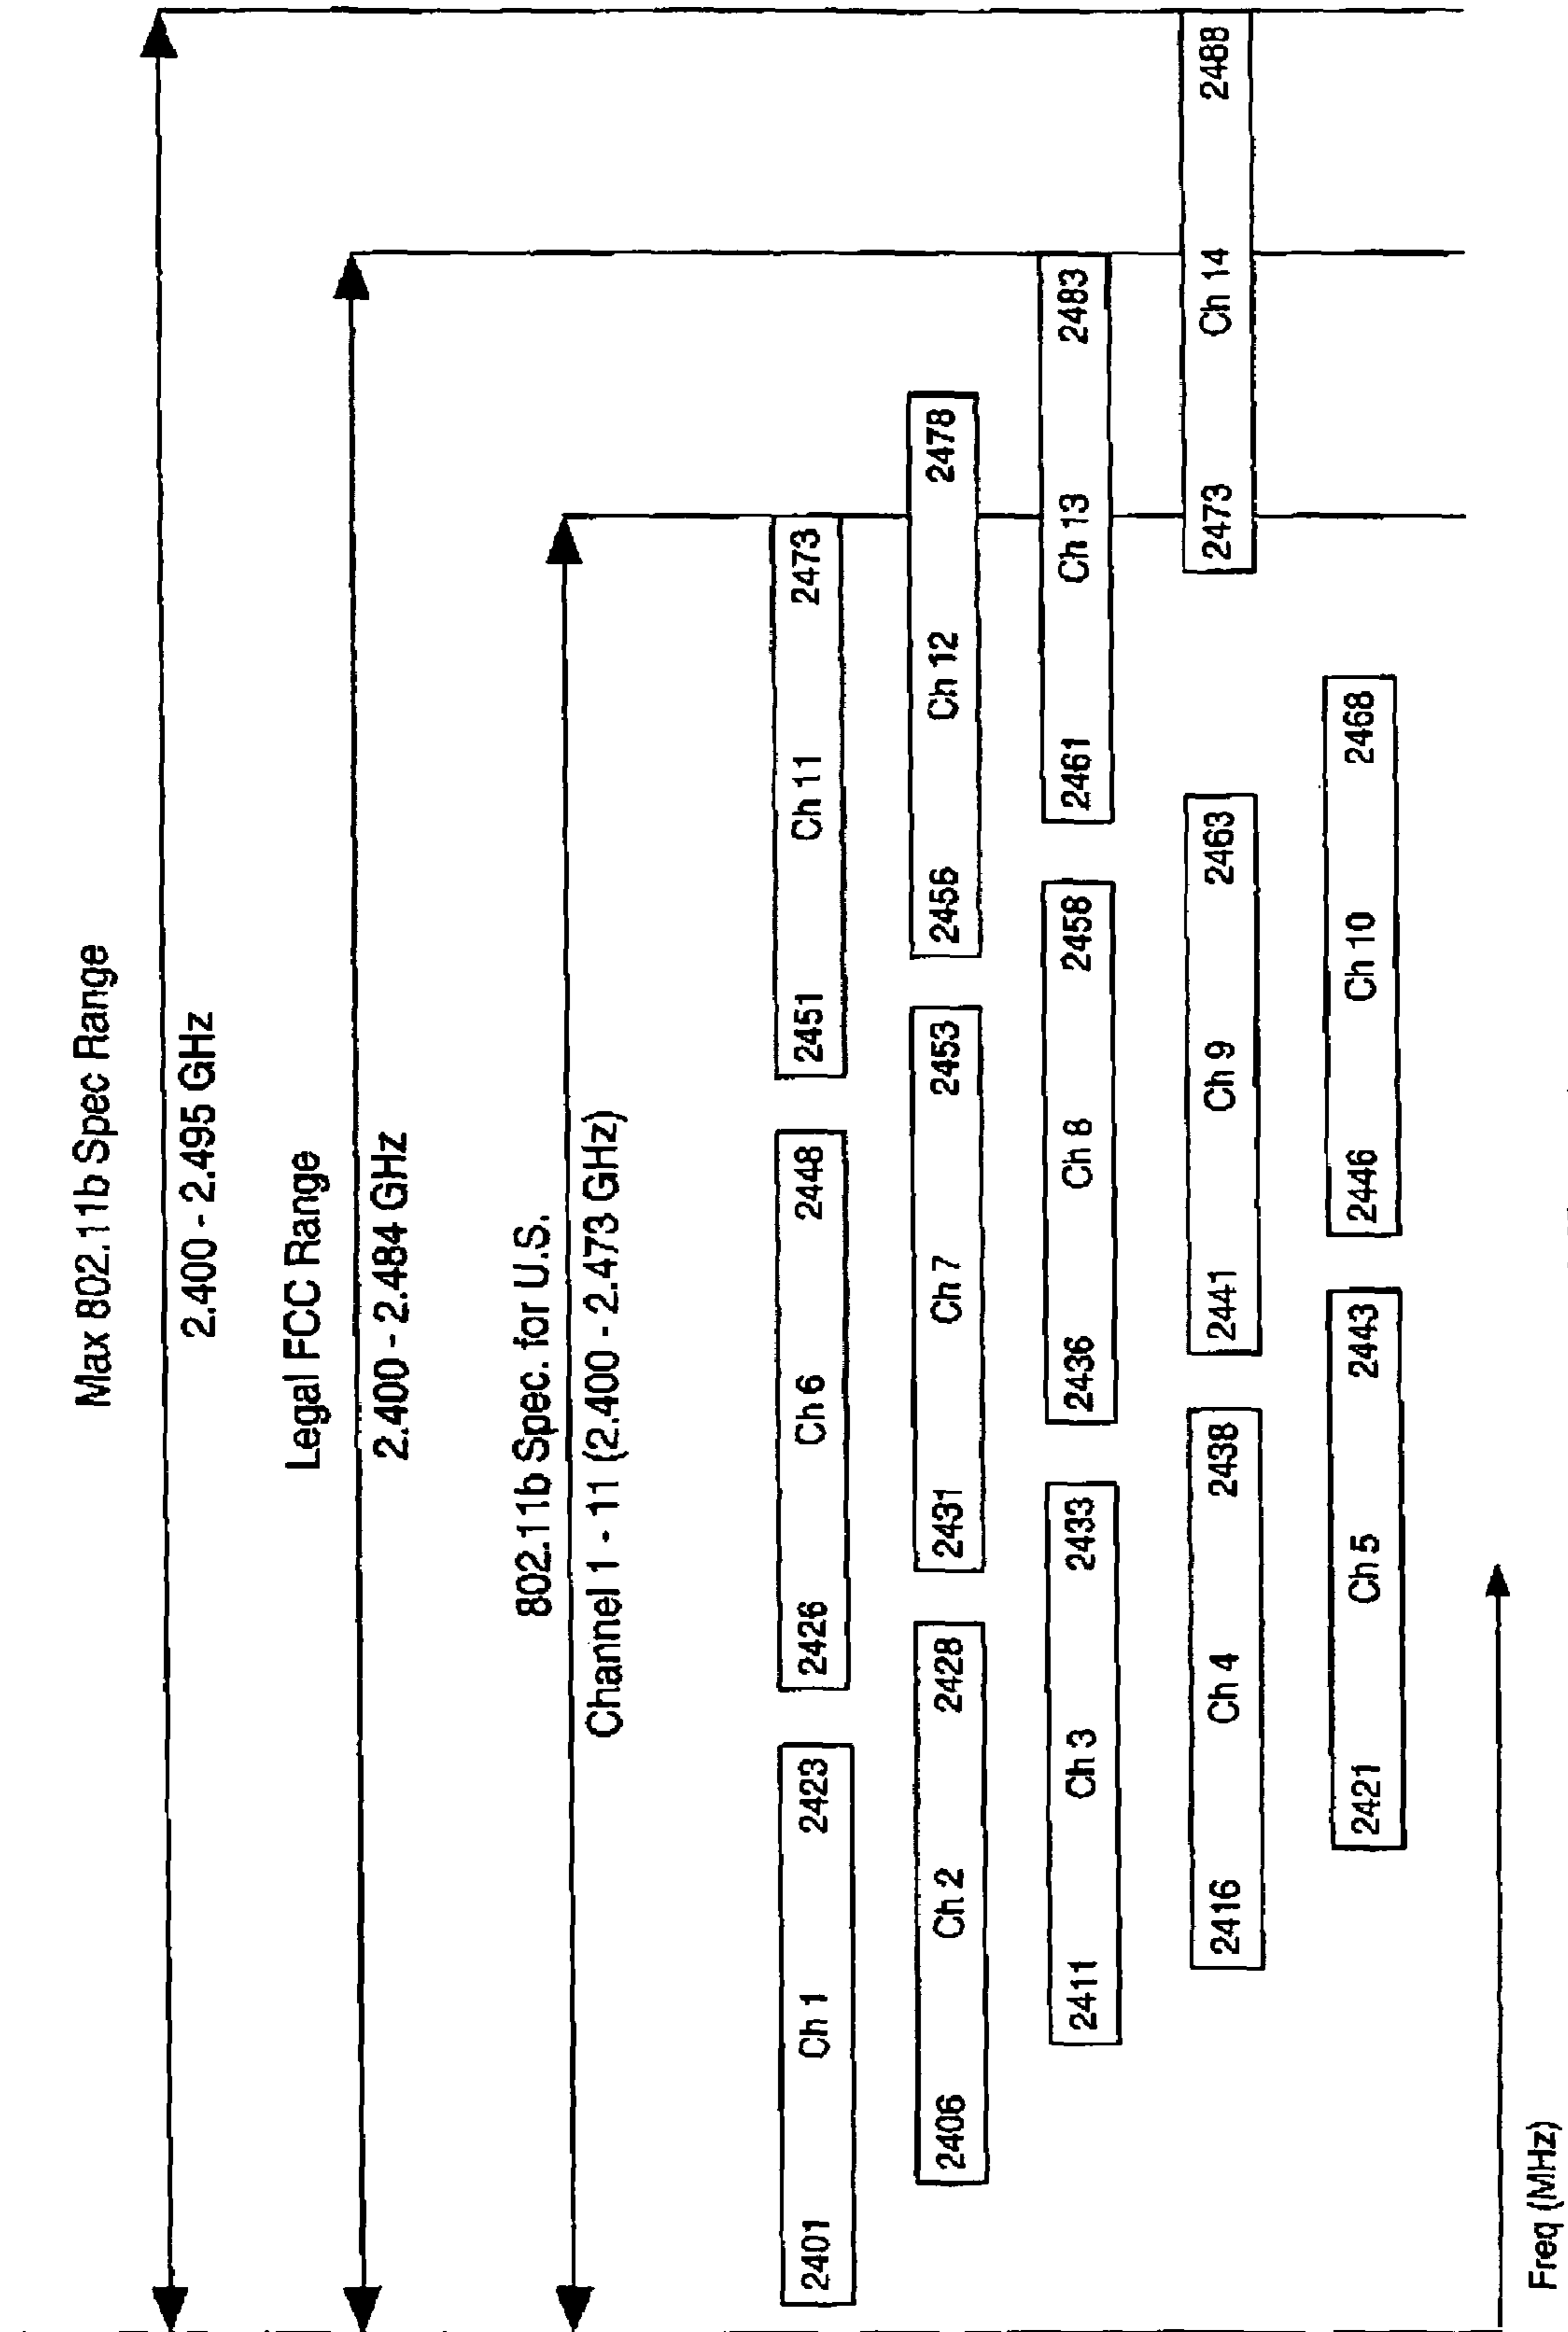 Max 802.11b Spec Range
2.400 - 2.495 GHz
Legal FCC Range
2.400 - 2.484 GHz
802.11b Spec. for U.S.
Channel 1 - 11 (2.400 - 2.473 GHz)
2401 Ch 1 2423
2426 Ch 6 2448
2451 Ch 11 2473
2406 Ch 2 2428
2431 Ch 7 2453
2456 Ch 12 2478
2411 Ch 3 2433
2436 Ch 8 2458
2461 Ch 13 2483
2416 Ch 4 2438
2441 Ch 9 2463
2473 Ch 14 2488
2421 Ch 5 2443
2446 Ch 10 2468
Freq (MHz)